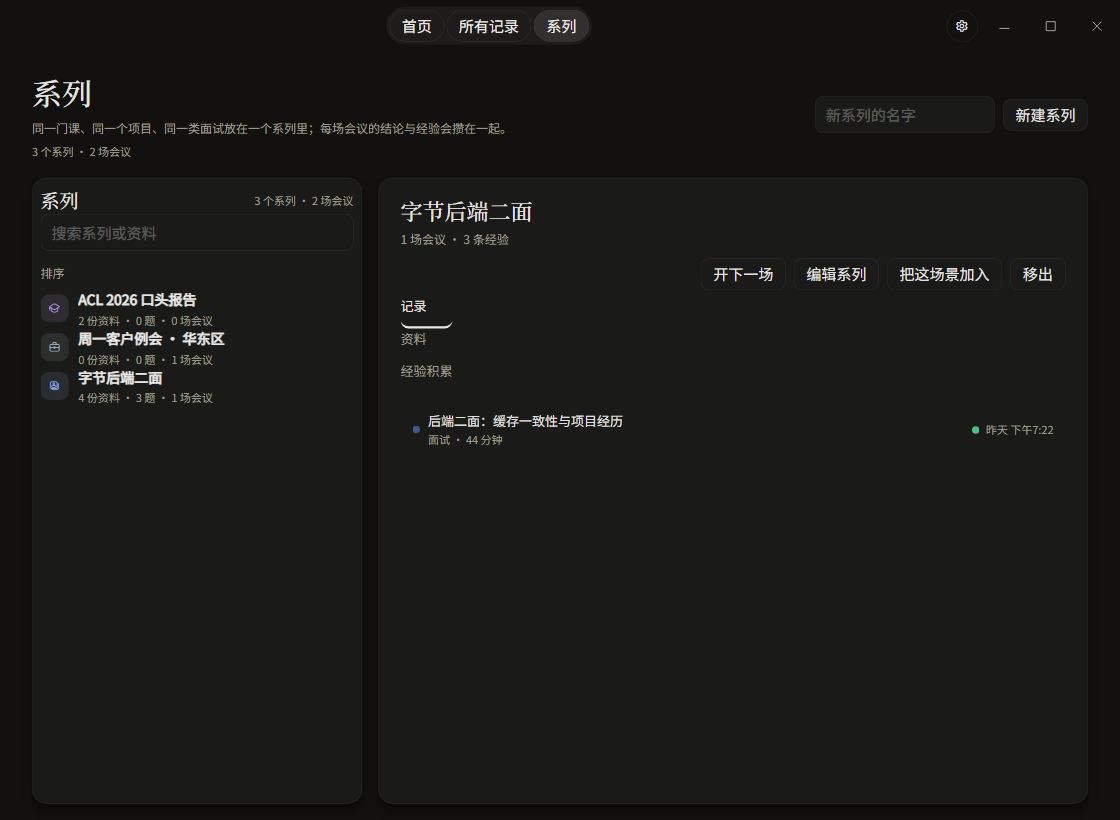 首页 所有记录 系列
系列
同一门课、同一个项目、同一类面试放在一个系列里；每场会议的结论与经验会攒在一起。
3 个系列 · 2 场会议
新系列的名字 新建系列
系列 3 个系列 · 2 场会议
搜索系列或资料
排序
ACL 2026 口头报告
2 份资料 · 0 题 · 0 场会议
周一客户例会 · 华东区
0 份资料 · 0 题 · 1 场会议
字节后端二面
4 份资料 · 3 题 · 1 场会议
字节后端二面
1 场会议 · 3 条经验
开下一场 编辑系列 把这场景加入 移出
记录
资料
经验积累
后端二面：缓存一致性与项目经历
面试 · 44 分钟
昨天 下午7:22